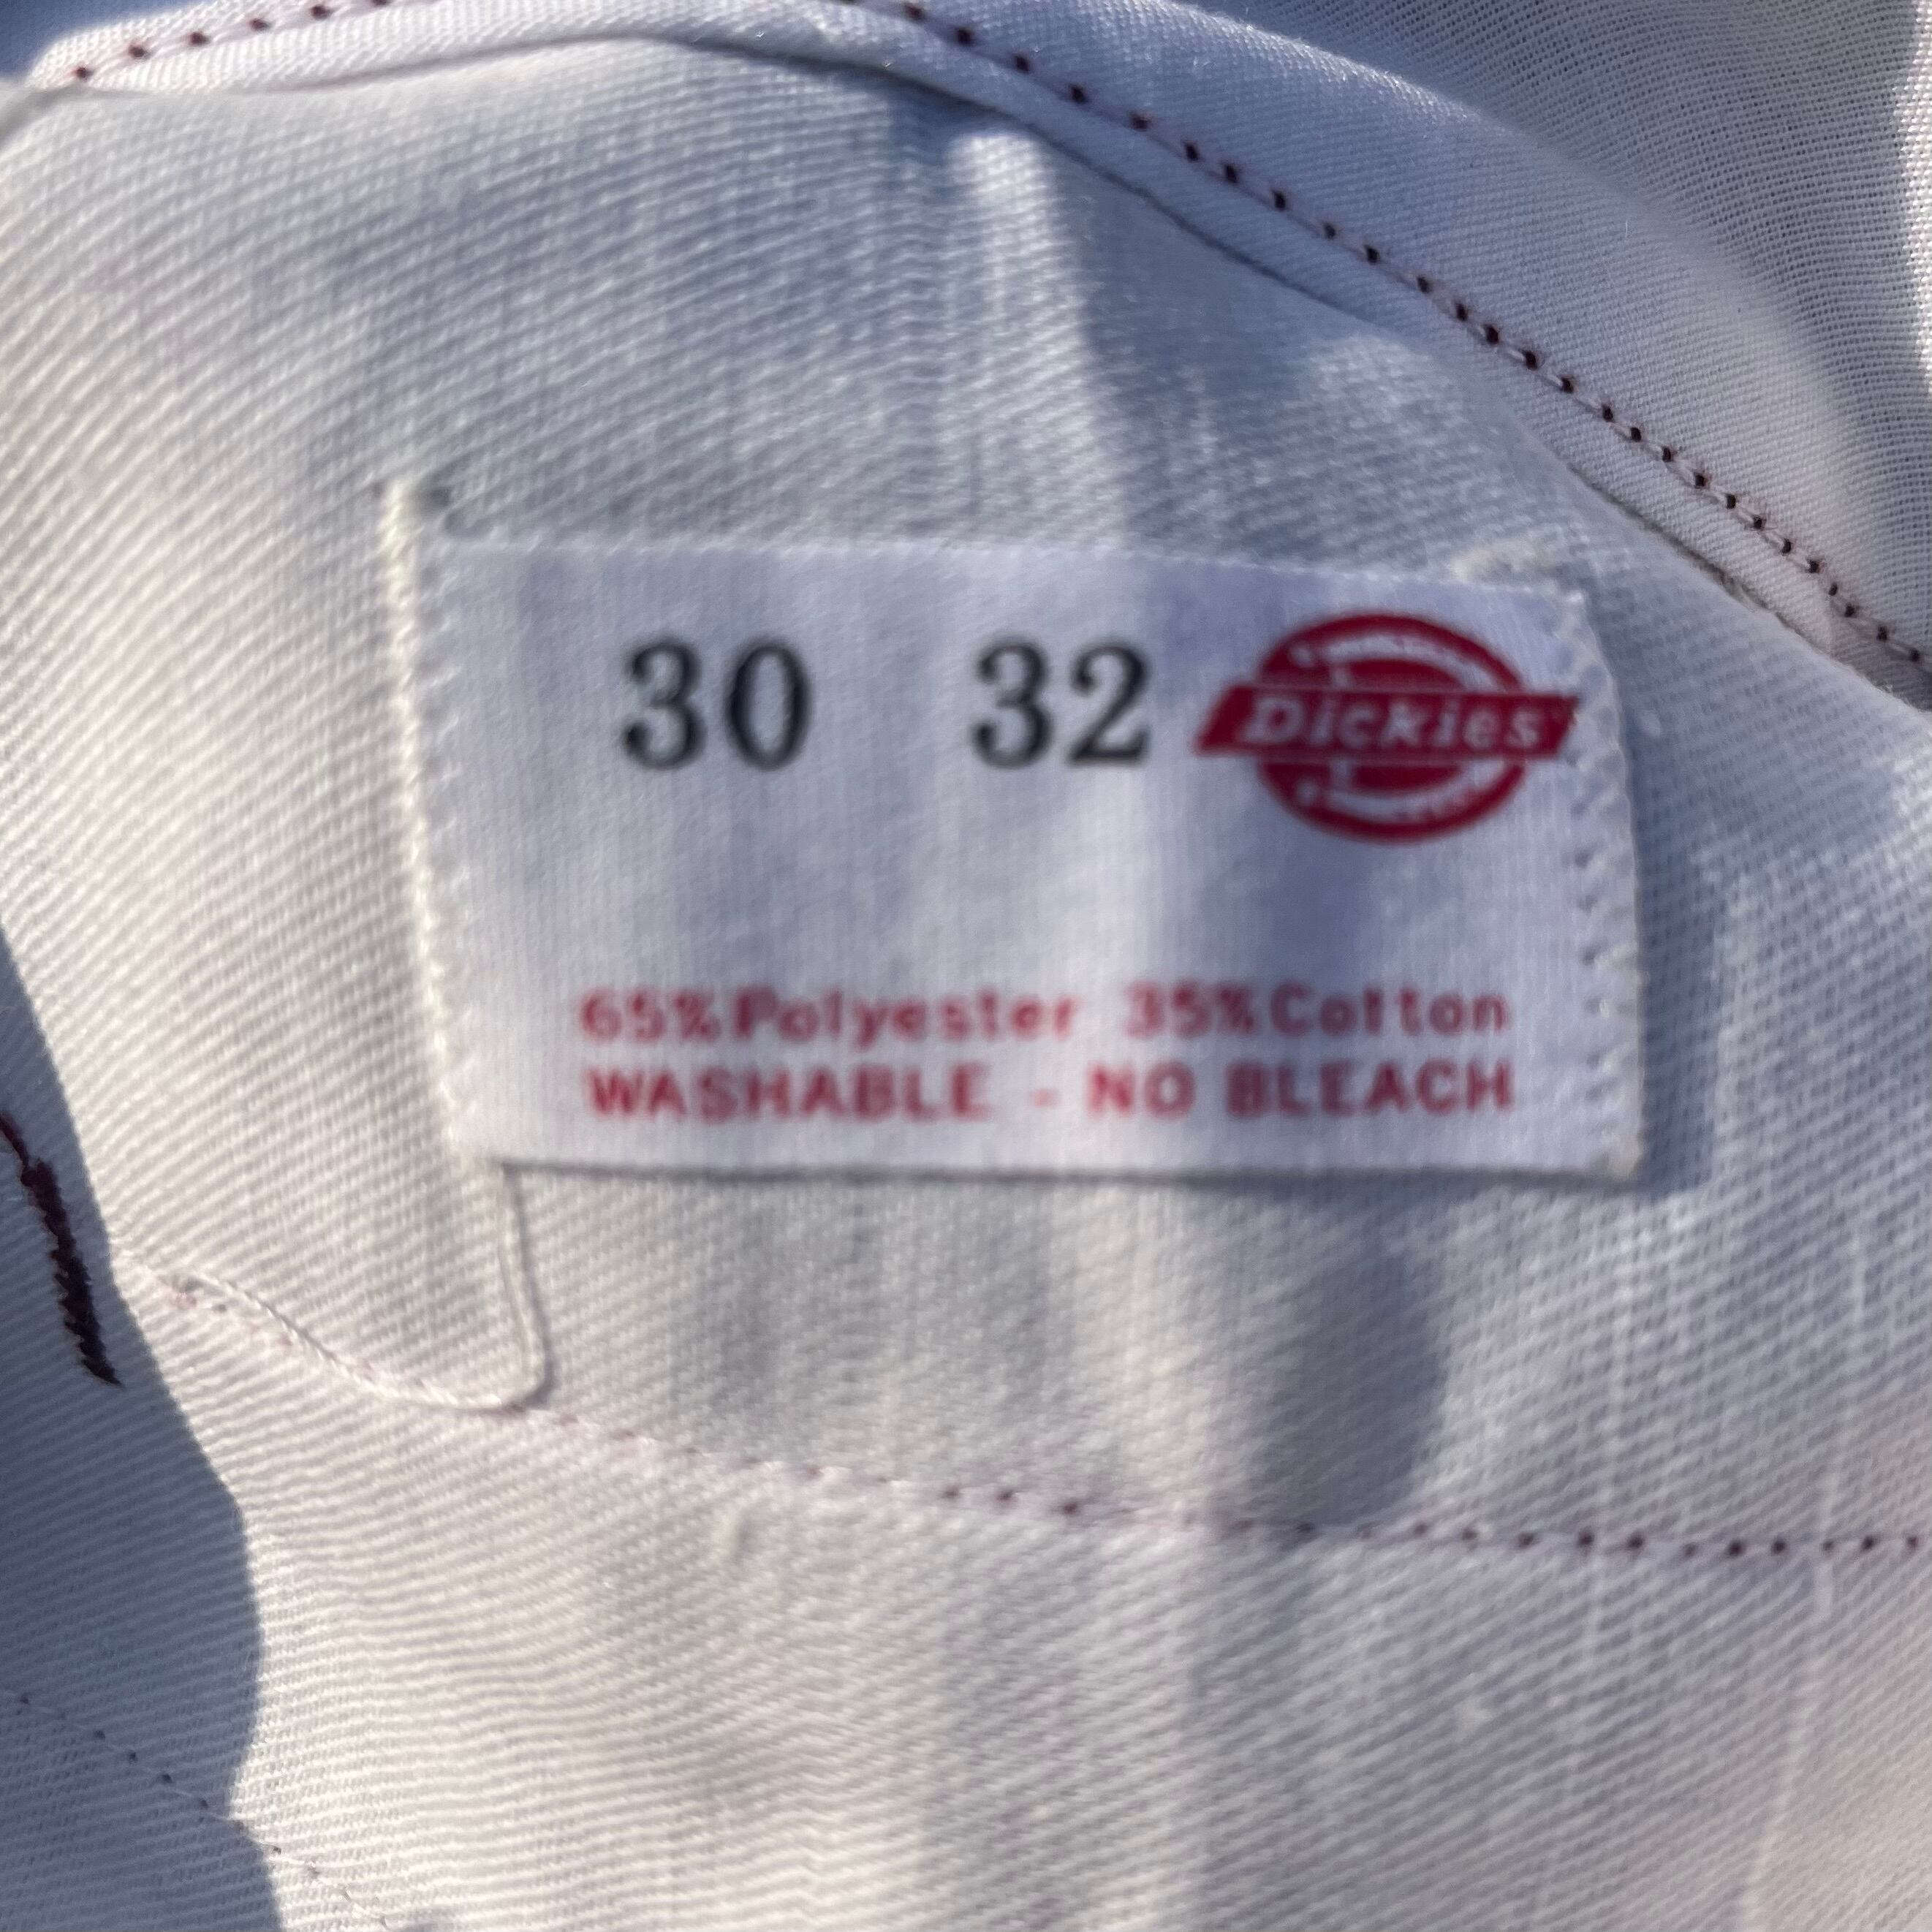 30 32 Dickies
65% Polyester 35% Cotton
WASHABLE - NO BLEACH